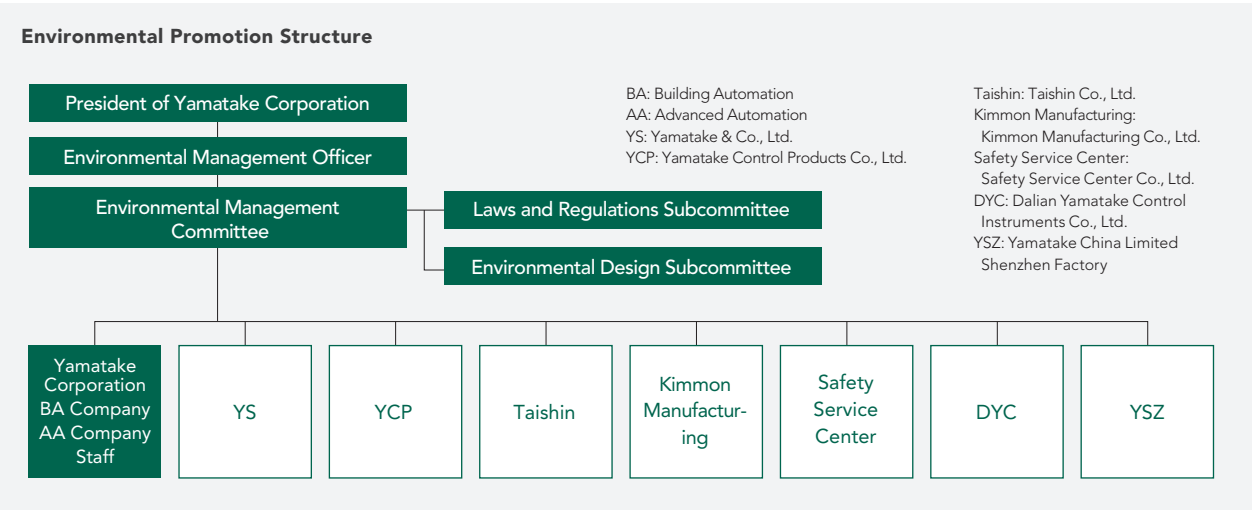 Environmental Promotion Structure
President of Yamatake Corporation
Environmental Management Officer
Environmental Management
Committee
Laws and Regulations Subcommittee
Environmental Design Subcommittee
BA: Building Automation
AA: Advanced Automation
YS: Yamatake & Co., Ltd.
YCP: Yamatake Control Products Co., Ltd.
Taishin: Taishin Co., Ltd.
Kimmon Manufacturing:
Kimmon Manufacturing Co., Ltd.
Safety Service Center:
Safety Service Center Co., Ltd.
DYC: Dalian Yamatake Control
Instruments Co., Ltd.
YSZ: Yamatake China Limited
Shenzhen Factory
Yamatake
Corporation
BA Company
AA Company
Staff
YS
YCP
Taishin
Kimmon
Manufactur-
ing
Safety
Service
Center
DYC
YSZ